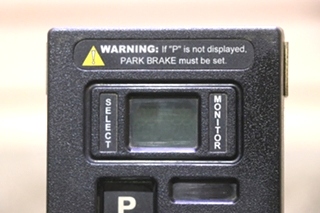 WARNING: If "P" is not displayed,
PARK BRAKE must be set.
SELECT
MONITOR
P